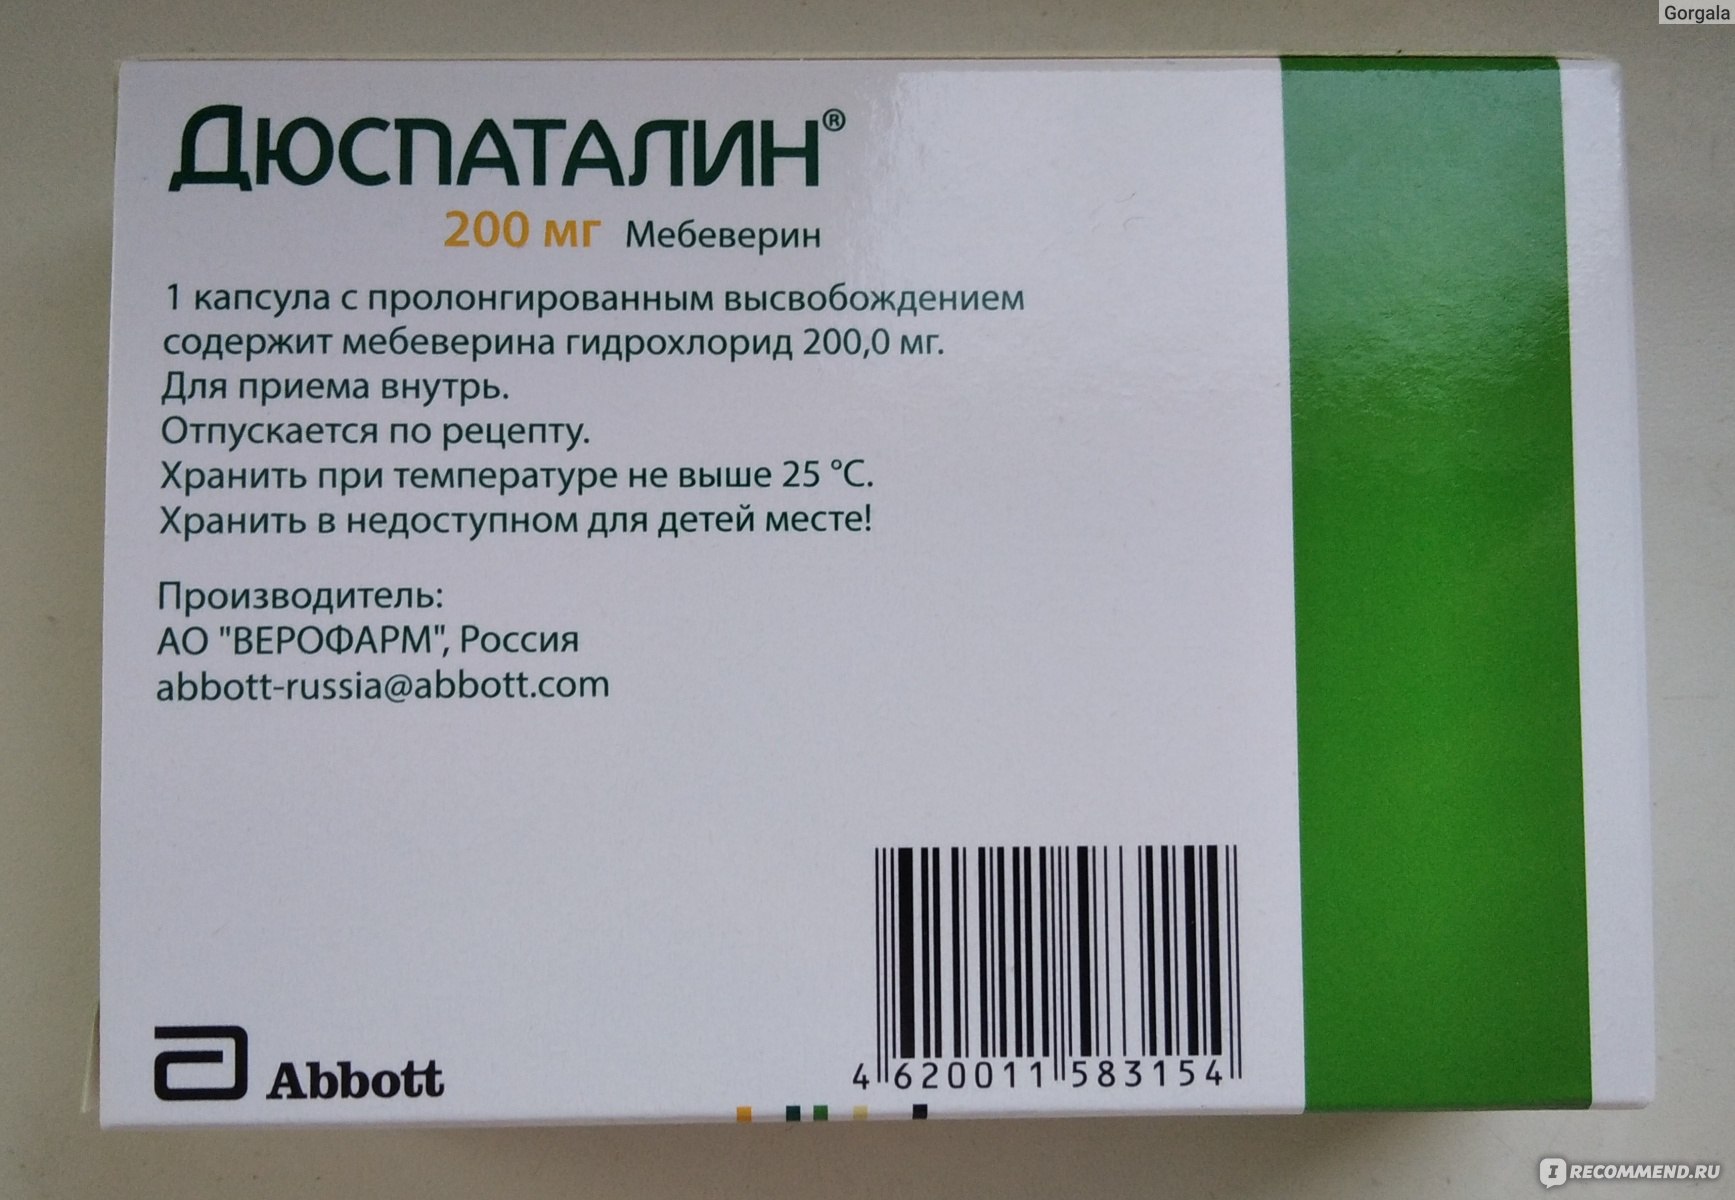 Gorgala
Дюспаталин®
200 мг Мебеверин
1 капсула с пролонгированным высвобождением
содержит мебеверина гидрохлорид 200,0 мг.
Для приема внутрь.
Отпускается по рецепту.
Хранить при температуре не выше 25 °C.
Хранить в недоступном для детей месте!
Производитель:
АО "ВЕРОФАРМ", Россия
abbott-russia@abbott.com
Abbott
4 620011 583154
IRECOMMEND.RU